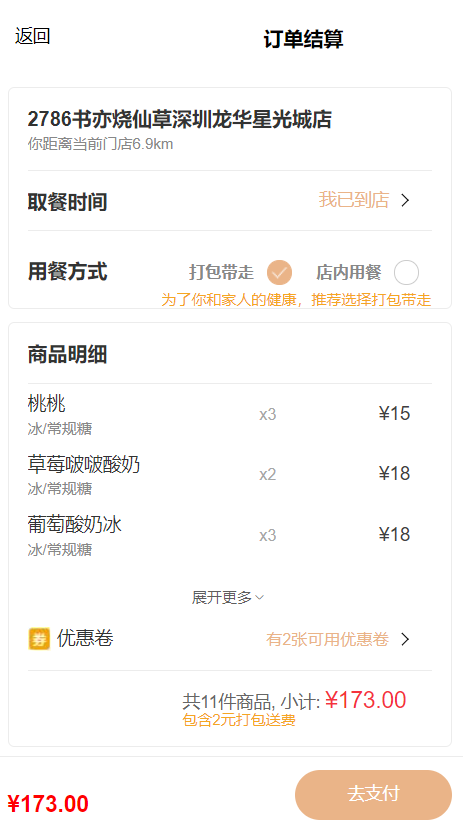 返回 订单结算
2786书亦烧仙草深圳龙华星光城店
你距离当前门店6.9km
取餐时间 我已到店
用餐方式 打包带走 店内用餐
为了你和家人的健康，推荐选择打包带走
商品明细
桃桃 x3 ¥15
冰/常规糖
草莓啵啵酸奶 x2 ¥18
冰/常规糖
葡萄酸奶冰 x3 ¥18
冰/常规糖
展开更多
券 优惠卷 有2张可用优惠卷
共11件商品, 小计: ¥173.00
包含2元打包送费
¥173.00 去支付